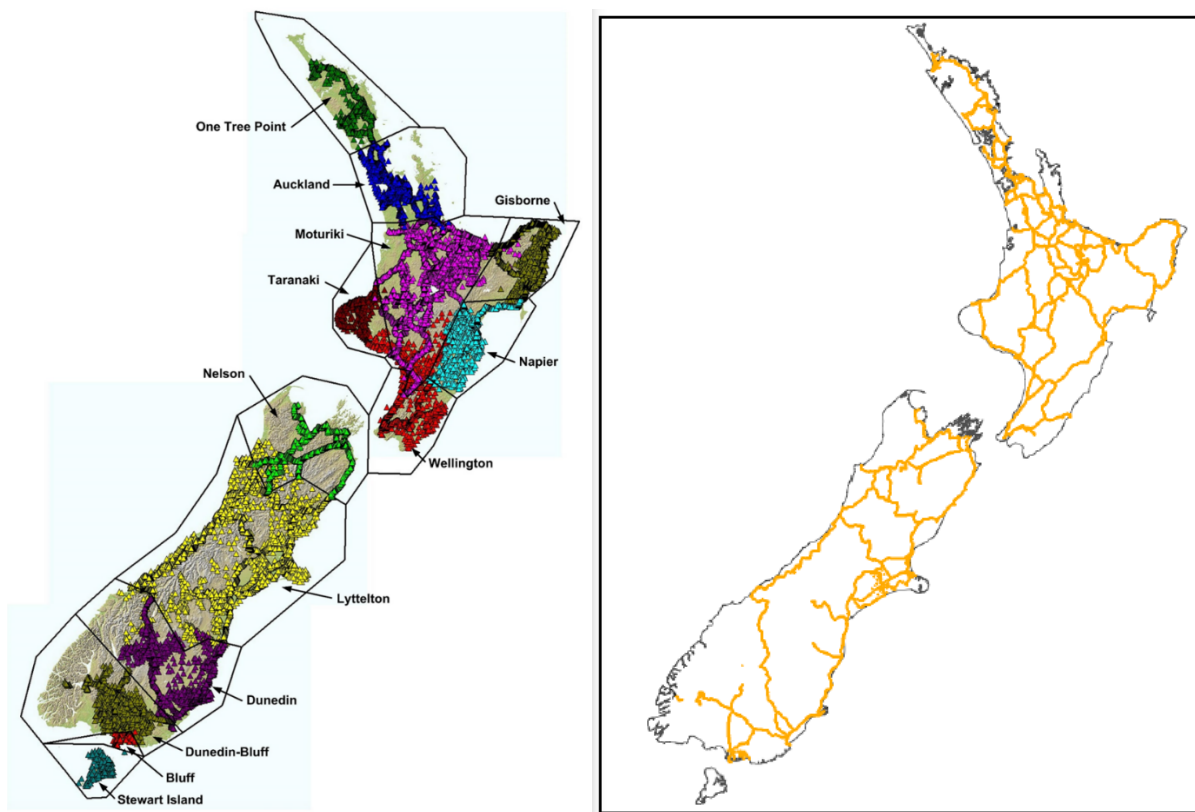 One Tree Point
Auckland
Gisborne
Moturiki
Taranaki
Napier
Nelson
Wellington
Lyttelton
Dunedin
Dunedin-Bluff
Bluff
Stewart Island